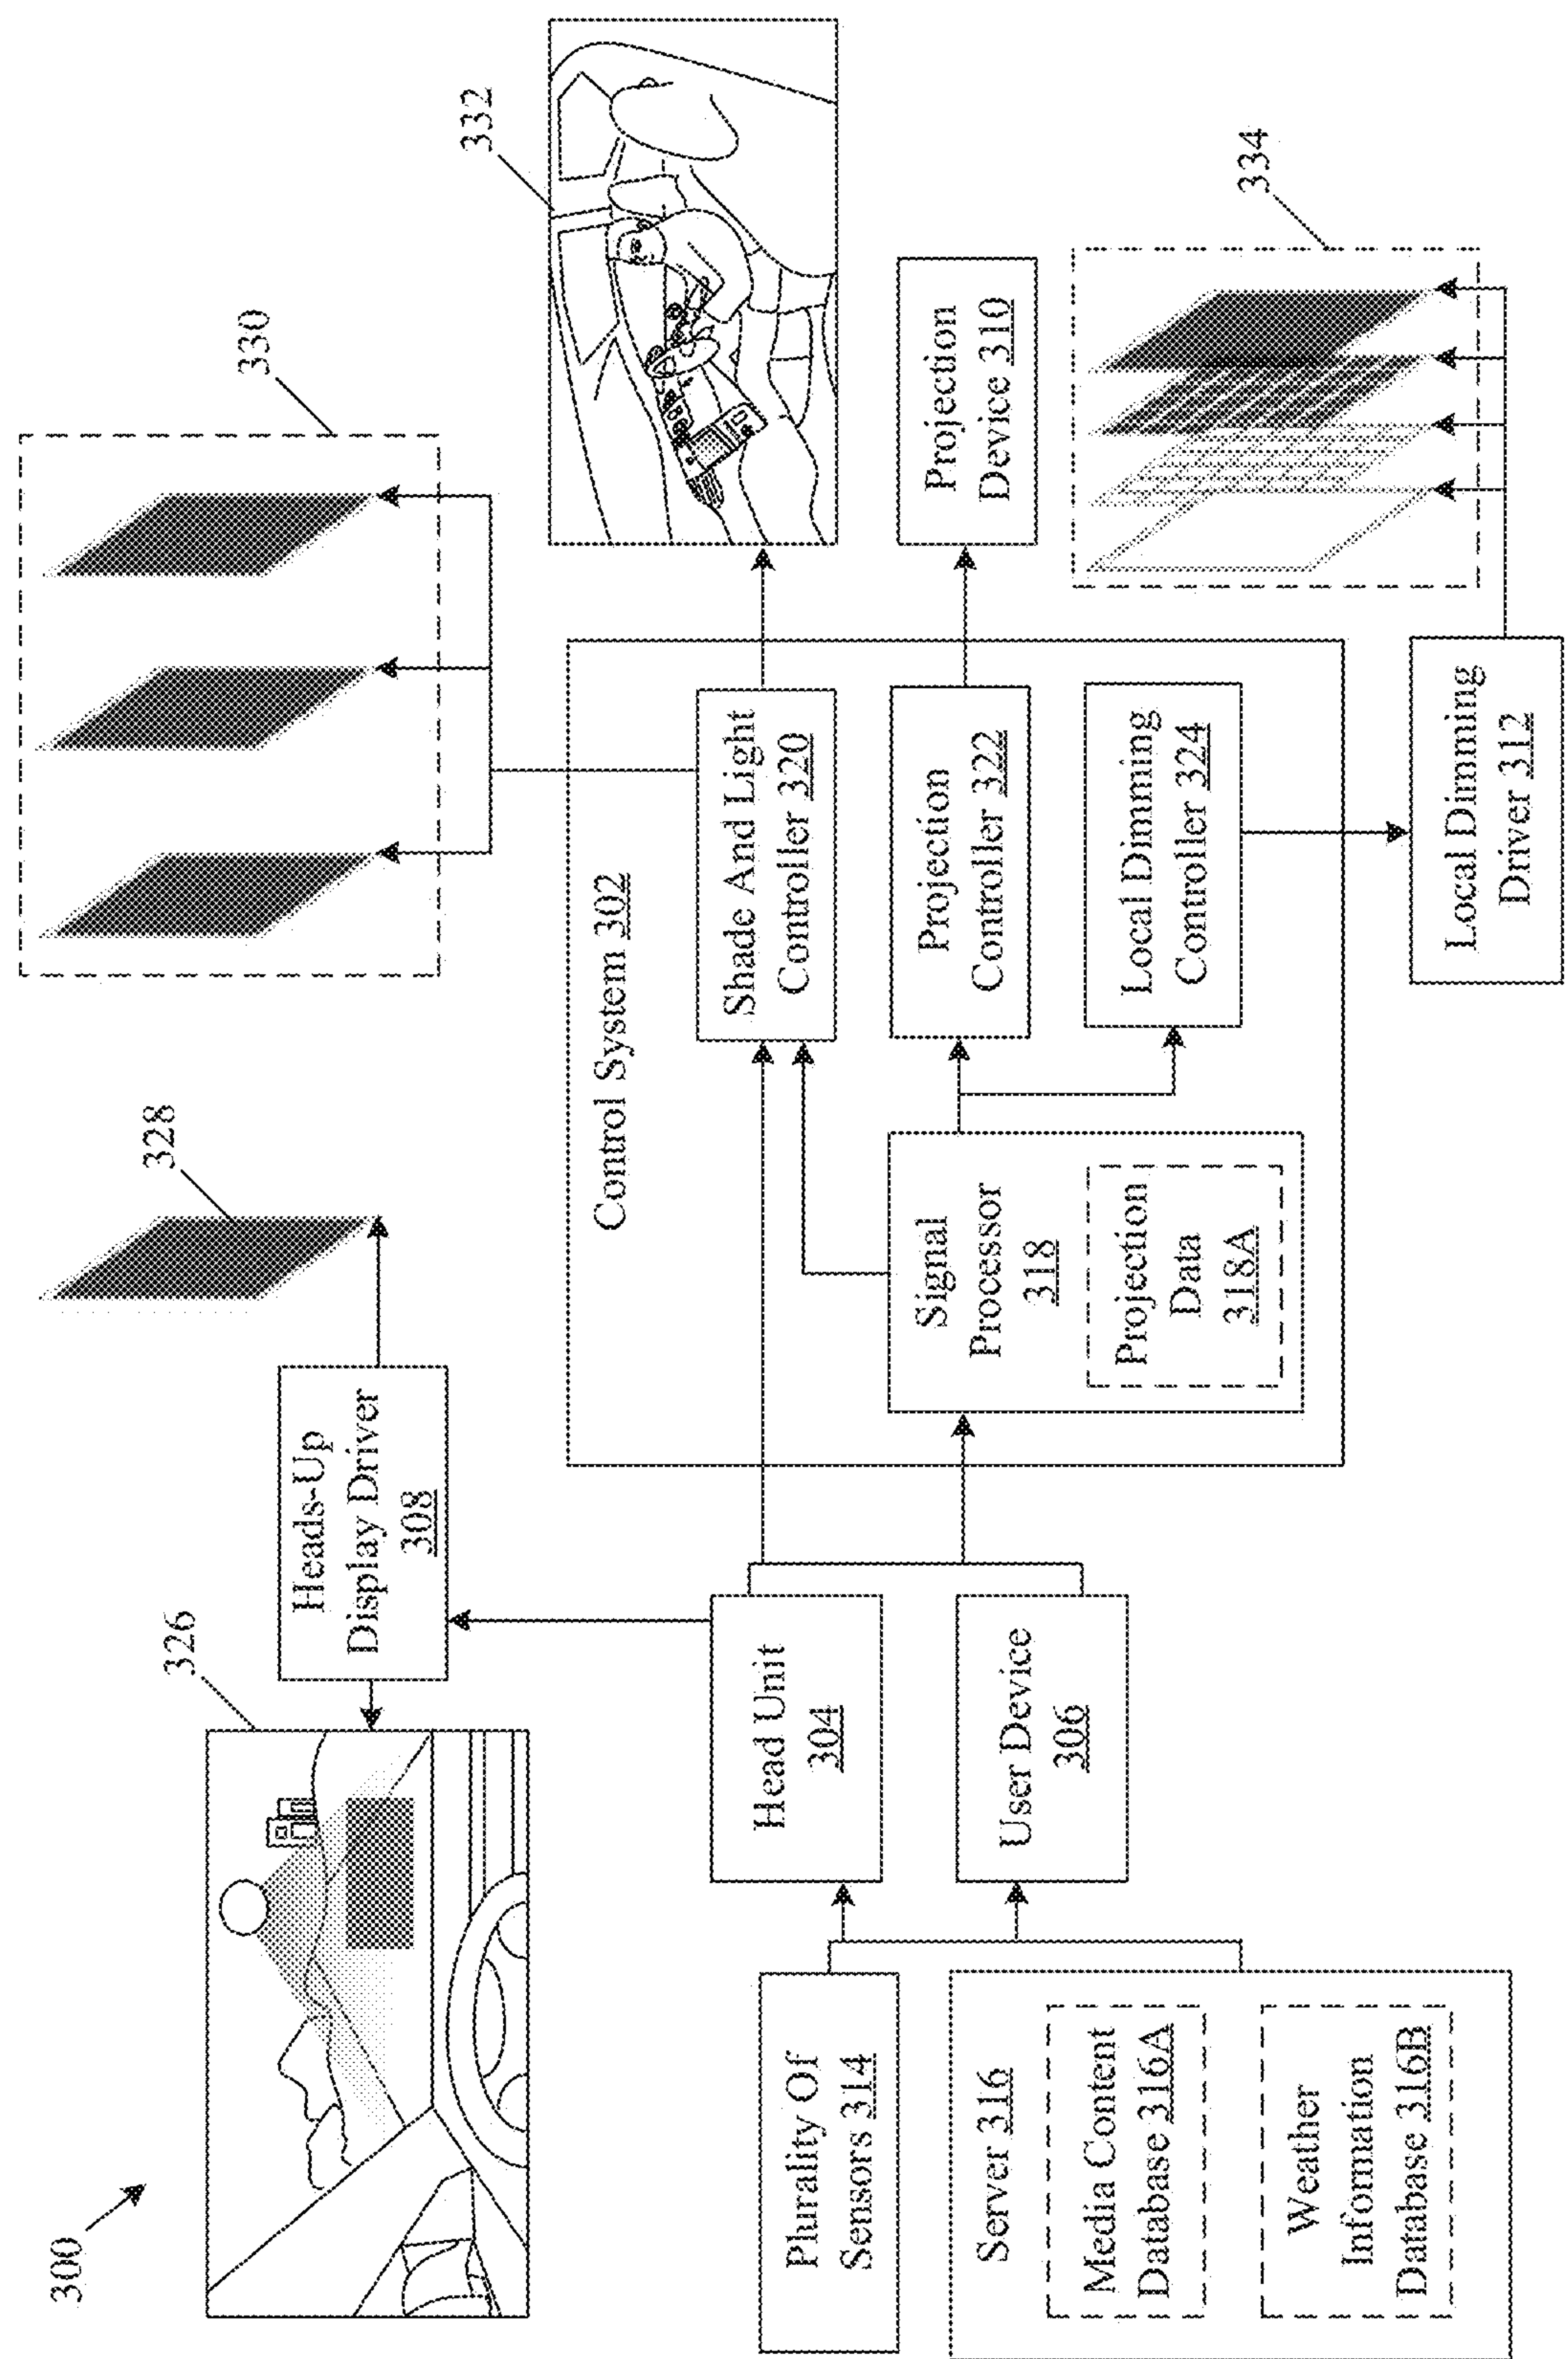 300
326
Heads-Up
Display Driver
308
328
330
332
Plurality Of
Sensors 314
Server 316
Media Content
Database 316A
Weather
Information
Database 316B
Head Unit
304
User Device
306
Control System 302
Signal
Processor
318
Projection
Data
318A
Shade And Light
Controller 320
Projection
Controller 322
Local Dimming
Controller 324
Projection
Device 310
334
Local Dimming
Driver 312